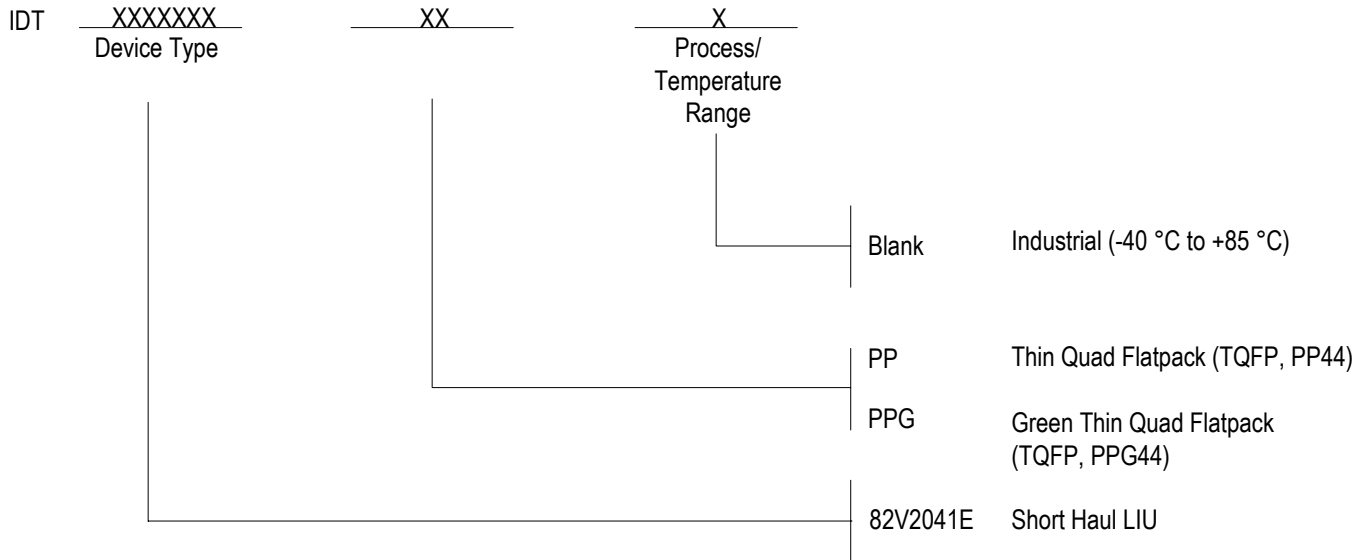 IDT XXXXXXX XX X
Device Type
Process/
Temperature
Range
Blank Industrial (-40 °C to +85 °C)
PP Thin Quad Flatpack (TQFP, PP44)
PPG Green Thin Quad Flatpack
(TQFP, PPG44)
82V2041E Short Haul LIU